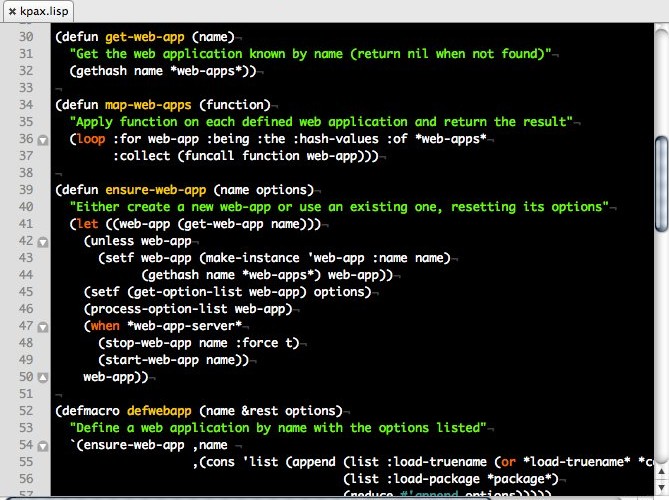 kpax.lisp
30 (defun get-web-app (name)
31 "Get the web application known by name (return nil when not found)"
32 (gethash name *web-apps*))
33
34 (defun map-web-apps (function)
35 "Apply function on each defined web application and return the result"
36 (loop :for web-app :being :the :hash-values :of *web-apps*
37 :collect (funcall function web-app)))
38
39 (defun ensure-web-app (name options)
40 "Either create a new web-app or use an existing one, resetting its options"
41 (let ((web-app (get-web-app name)))
42 (unless web-app
43 (setf web-app (make-instance 'web-app :name name)
44 (gethash name *web-apps*) web-app))
45 (setf (get-option-list web-app) options)
46 (process-option-list web-app)
47 (when *web-app-server*
48 (stop-web-app name :force t)
49 (start-web-app name))
50 web-app))
51
52 (defmacro defwebapp (name &rest options)
53 "Define a web application by name with the options listed"
54 `(ensure-web-app ,name
55 ,(cons 'list (append (list :load-truename (or *load-truename* *c
56 (list :load-package *package*)
57 (reduce #'append options)))))